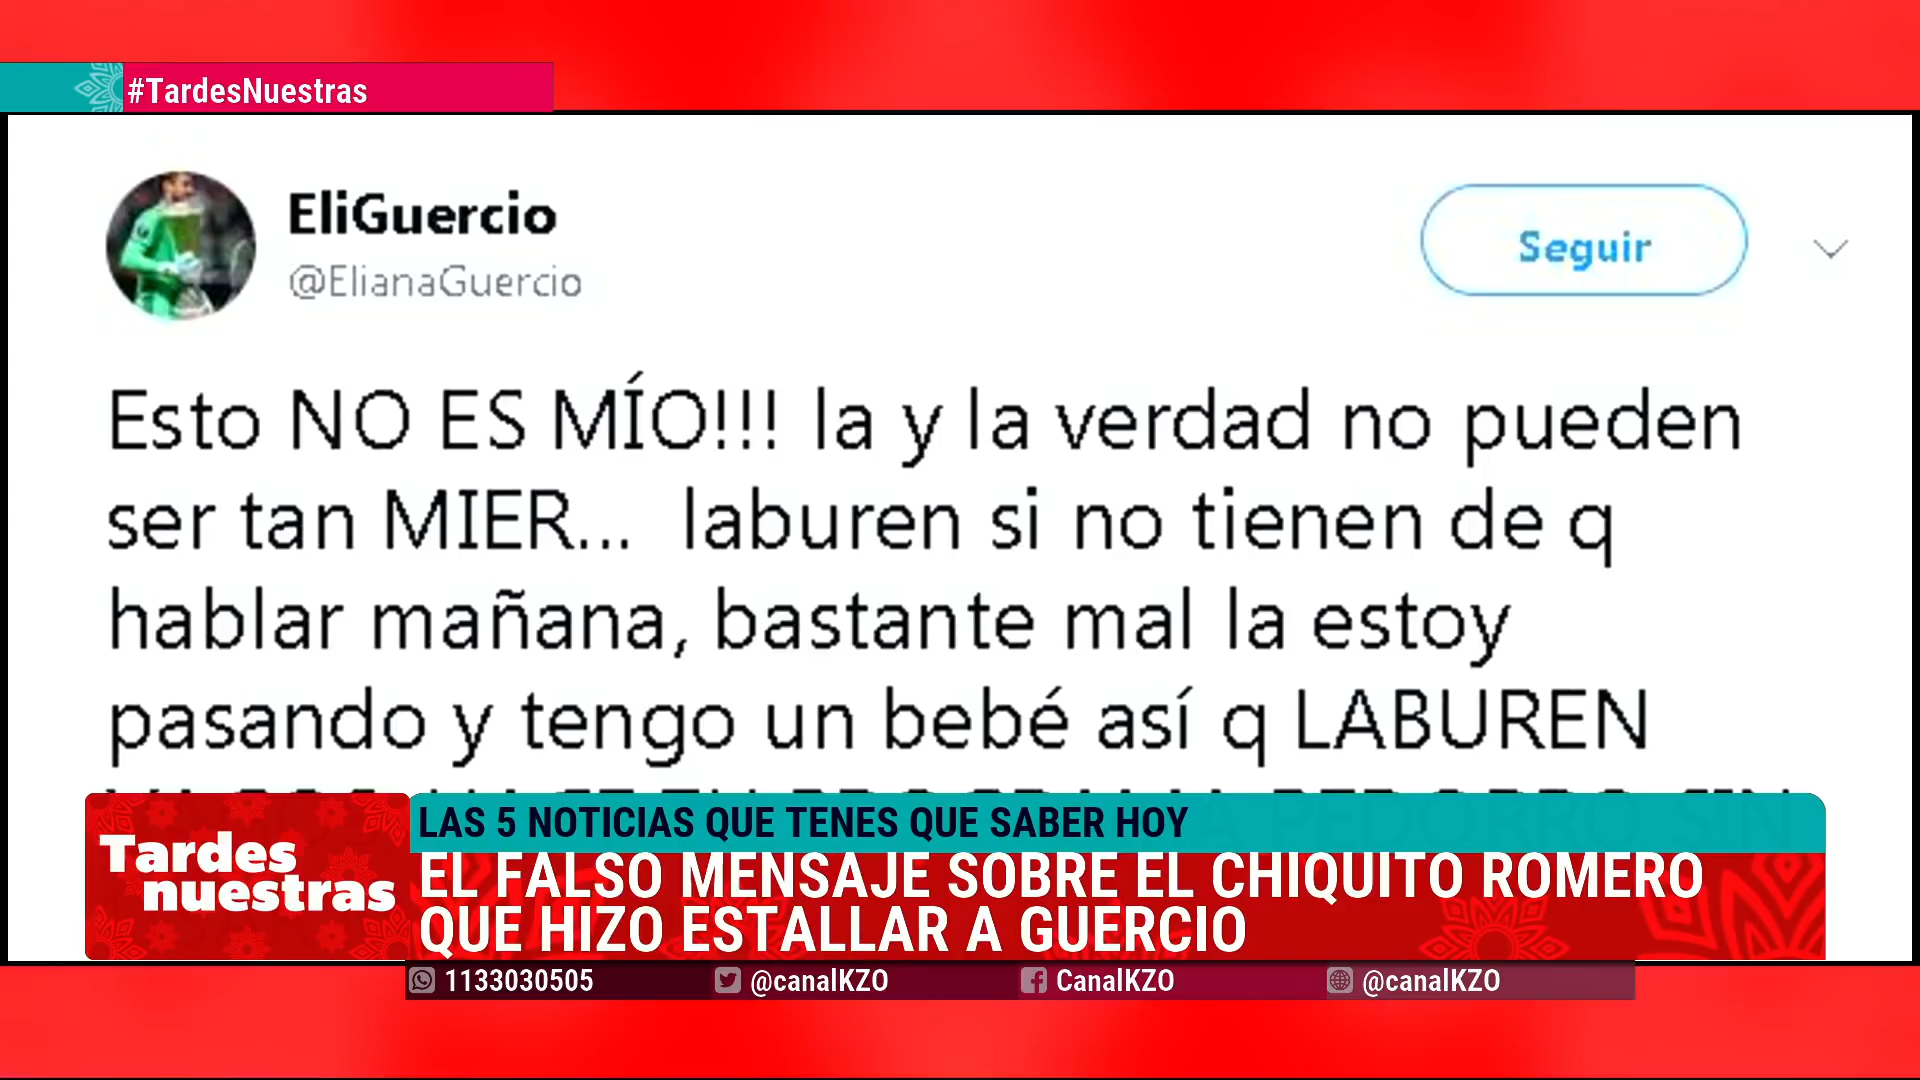 #TardesNuestras
EliGuercio
@ElianaGuercio
Seguir
Esto NO ES MÍO!!! la y la verdad no pueden
ser tan MIER... laburen si no tienen de q
hablar mañana, bastante mal la estoy
pasando y tengo un bebé así q LABUREN
PEDORRO SIN
Tardes
nuestras
LAS 5 NOTICIAS QUE TENES QUE SABER HOY
EL FALSO MENSAJE SOBRE EL CHIQUITO ROMERO
QUE HIZO ESTALLAR A GUERCIO
1133030505
@canalKZO
CanalKZO
@canalKZO